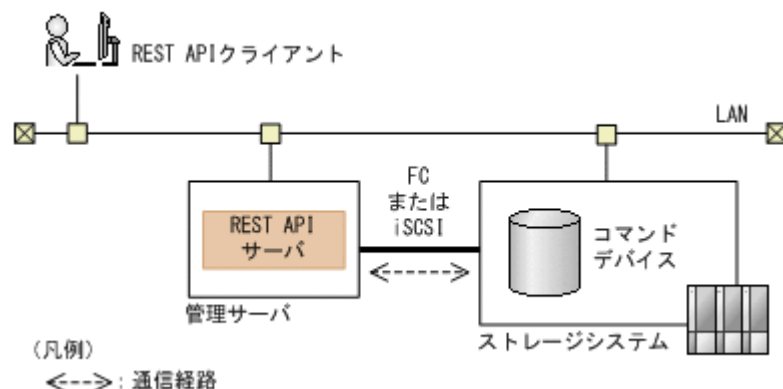 REST APIクライアント
LAN
FC
または
iSCSI
REST API
サーバ
コマンド
デバイス
管理サーバ
ストレージシステム
(凡例)
<--->:通信経路